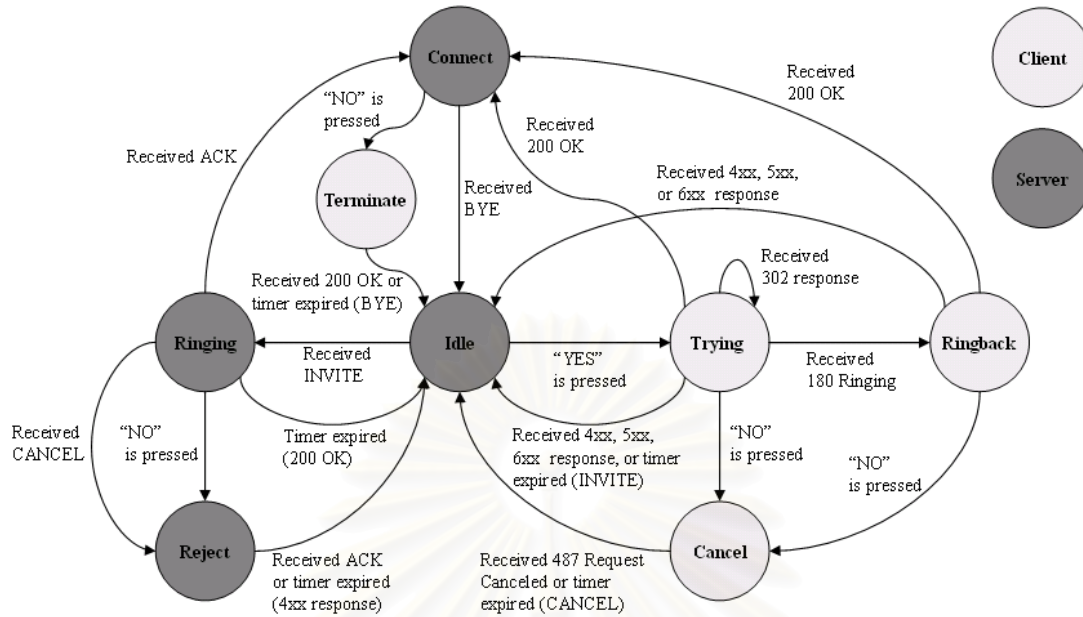 Connect
Client
Received
200 OK
"NO" is
pressed
Received
200 OK
Received ACK
Server
Terminate
Received 4xx, 5xx,
or 6xx response
Received
BYE
Received
302 response
Received 200 OK or
timer expired (BYE)
Ringing
Idle
Trying
Ringback
Received
INVITE
"YES"
is pressed
Received
180 Ringing
Received
CANCEL
"NO"
is pressed
Timer expired
(200 OK)
Received 4xx, 5xx,
6xx response, or timer
expired (INVITE)
"NO"
is pressed
"NO"
is pressed
Reject
Cancel
Received ACK
or timer expired
(4xx response)
Received 487 Request
Canceled or timer
expired (CANCEL)